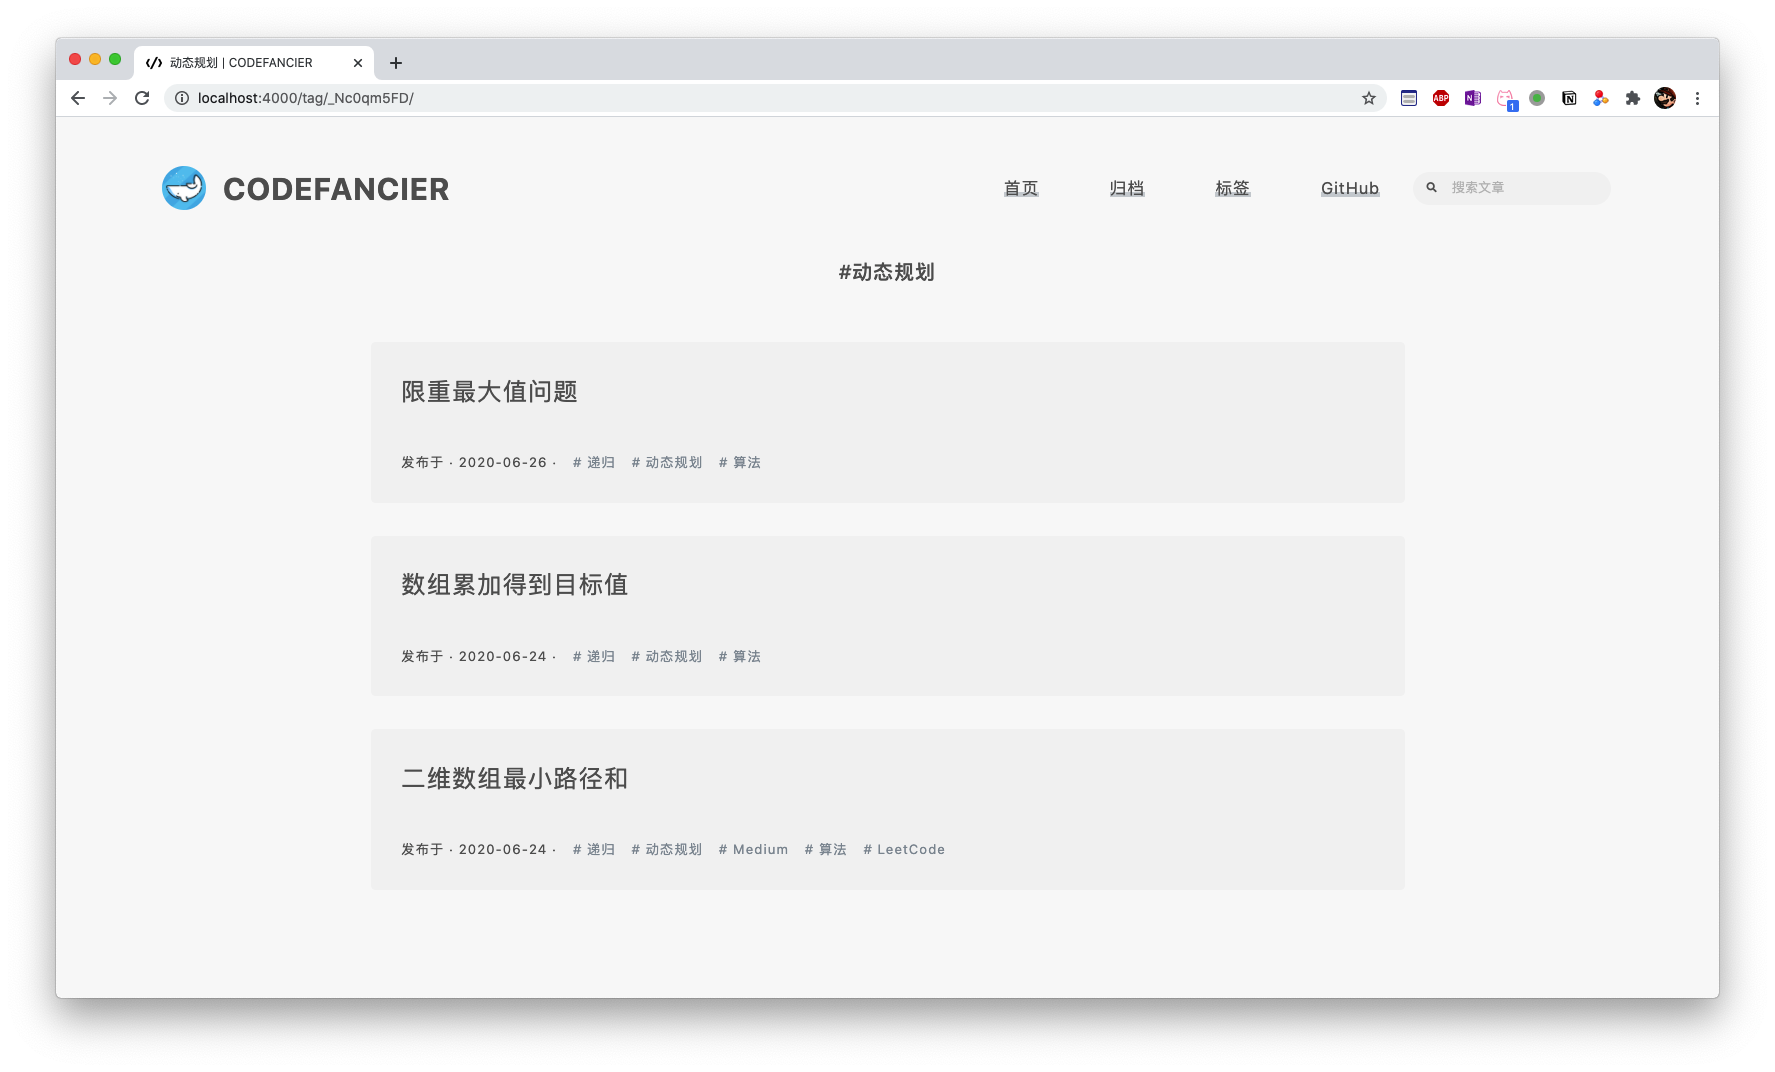 动态规划 | CODEFANCIER
localhost:4000/tag/_Nc0qm5FD/
ABP
N
1
N
CODEFANCIER
首页 归档 标签 GitHub 搜索文章
#动态规划
限重最大值问题
发布于 · 2020-06-26 · # 递归 # 动态规划 # 算法
数组累加得到目标值
发布于 · 2020-06-24 · # 递归 # 动态规划 # 算法
二维数组最小路径和
发布于 · 2020-06-24 · # 递归 # 动态规划 # Medium # 算法 # LeetCode